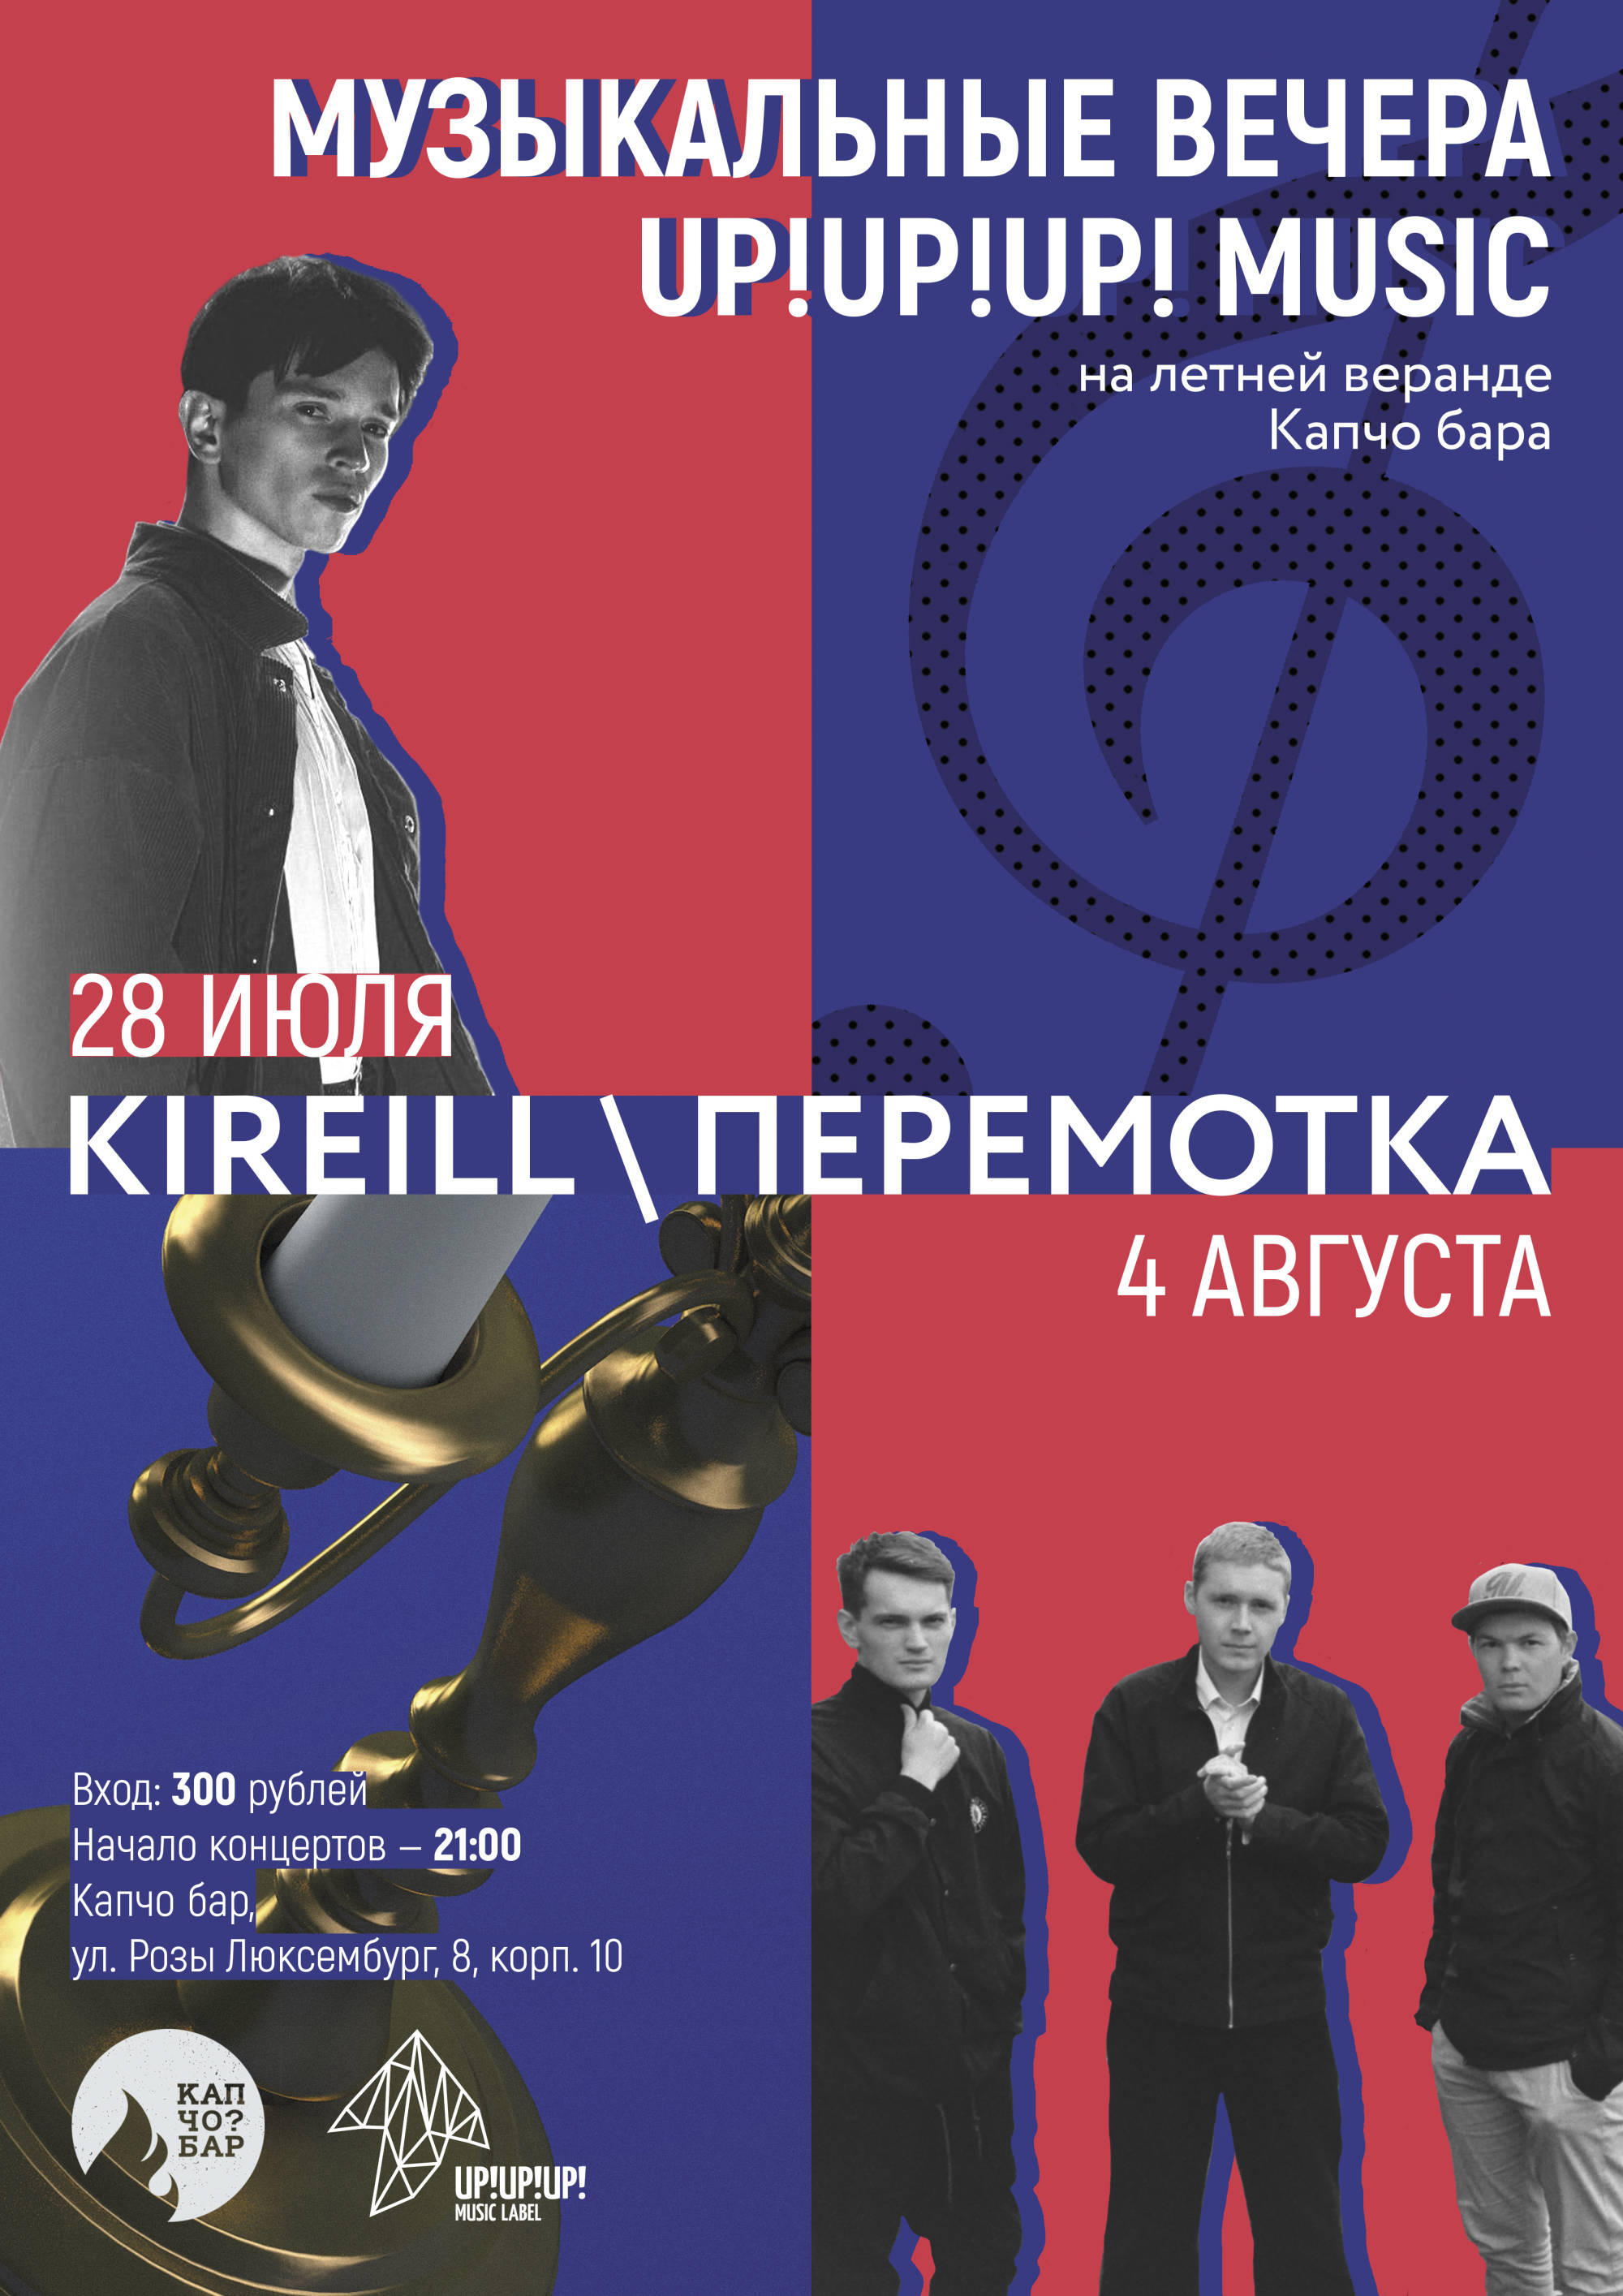 МУЗЫКАЛЬНЫЕ ВЕЧЕРА
UP!UP!UP! MUSIC
на летней веранде
Капчо бара
28 ИЮЛЯ
KIREILL \ ПЕРЕМОТКА
4 АВГУСТА
Вход: 300 рублей
Начало концертов – 21:00
Капчо бар,
ул. Розы Люксембург, 8, корп. 10
КАП
ЧО?
БАР
UP!UP!UP!
MUSIC LABEL